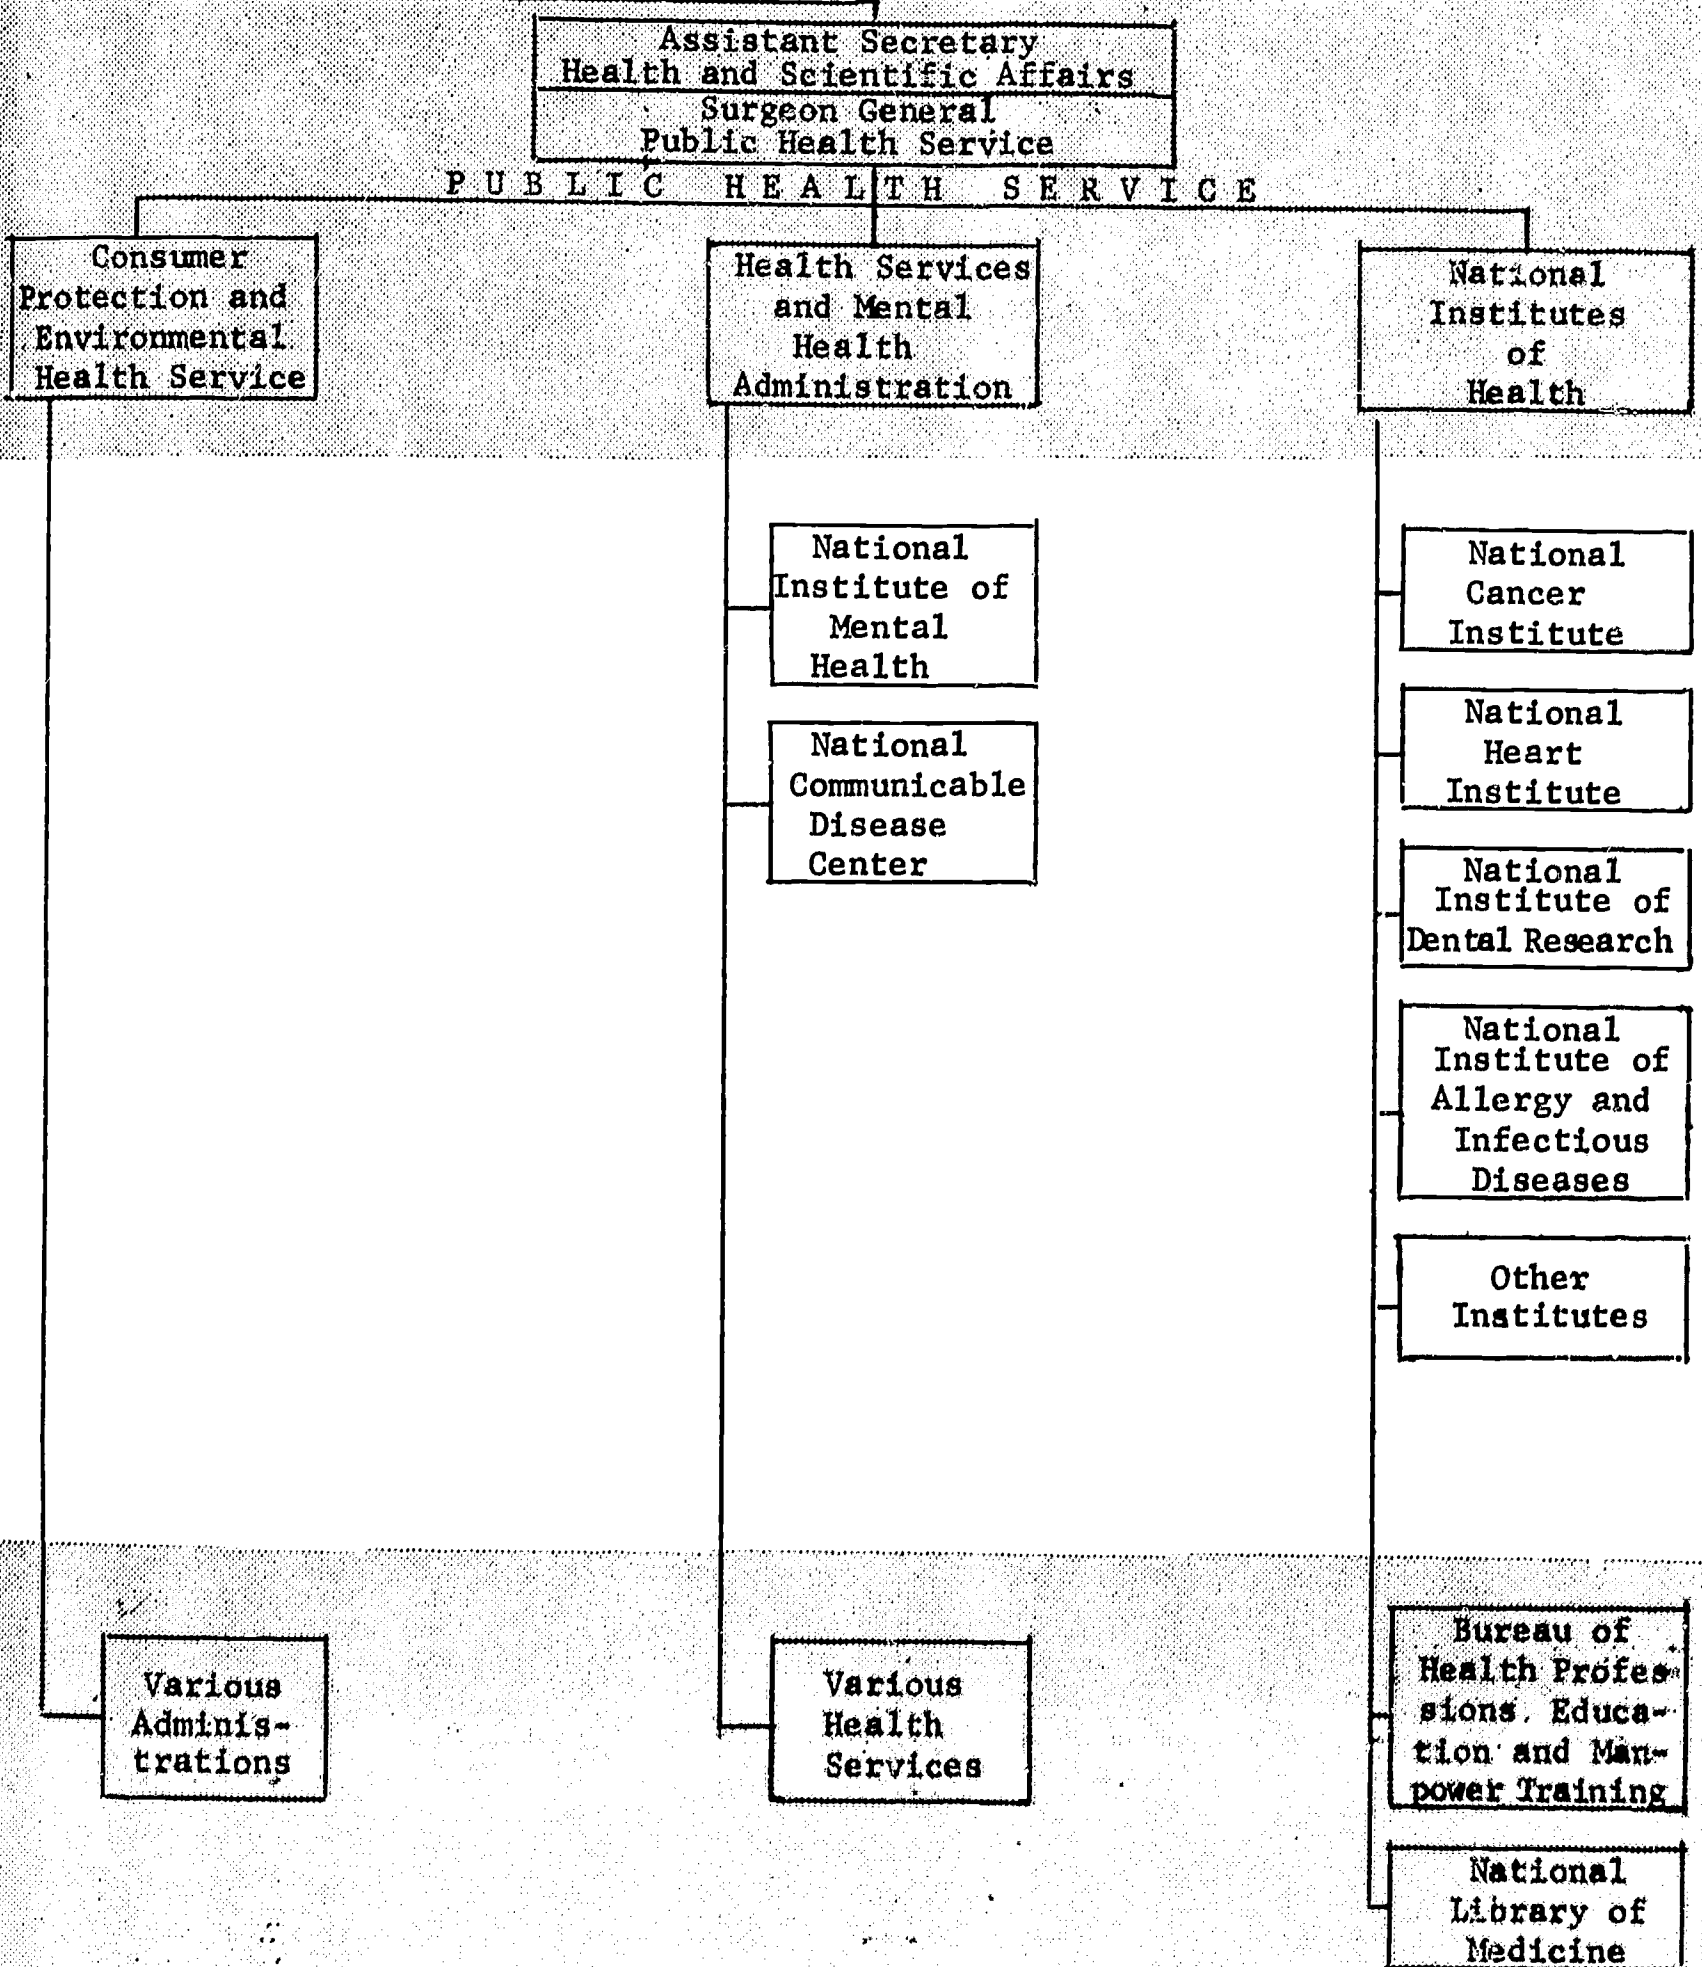 Assistant Secretary
Health and Scientific Affairs
Surgeon General
Public Health Service
PUBLIC HEALTH SERVICE
Consumer
Protection and
Environmental
Health Service
Health Services
and Mental
Health
Administration
National
Institutes
of
Health
National
Institute of
Mental
Health
National
Communicable
Disease
Center
National
Cancer
Institute
National
Heart
Institute
National
Institute of
Dental Research
National
Institute of
Allergy and
Infectious
Diseases
Other
Institutes
Various
Adminis-
trations
Various
Health
Services
Bureau of
Health Profes-
sions, Educa-
tion and Man-
power Training
National
Library of
Medicine